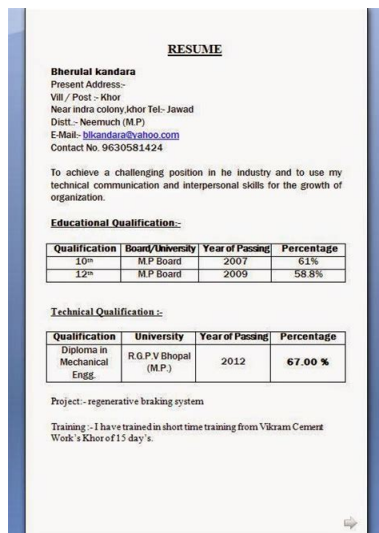 RESUME
Bherulal kandara
Present Address:-
Vill / Post :- Khor
Near indra colony,khor Tel:- Jawad
Distt.:- Neemuch (M.P)
E-Mail:- blkandara@yahoo.com
Contact No. 9630581424
To achieve a challenging position in he industry and to use my
technical communication and interpersonal skills for the growth of
organization.
Educational Qualification:-
Qualification Board/University Year of Passing Percentage
10th M.P Board 2007 61%
12th M.P Board 2009 58.8%
Technical Qualification :-
Qualification University Year of Passing Percentage
Diploma in
Mechanical
Engg. R.G.P.V Bhopal
(M.P.) 2012 67.00 %
Project:- regenerative braking system
Training :- I have trained in short time training from Vikram Cement
Work's Khor of 15 day's.